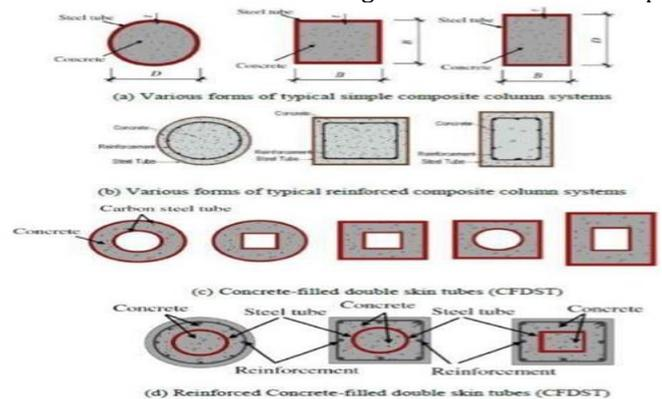 Steel tube
Steel tube
Steel tube
Concrete
Concrete
Concrete
D
B
B
B
D
(a) Various forms of typical simple composite column systems
Concrete
Reinforcement
Steel Tube
Concrete
Reinforcement
Steel Tube
Concrete
Reinforcement
Steel Tube
(b) Various forms of typical reinforced composite column systems
Carbon steel tube
Concrete
(c) Concrete-filled double skin tubes (CFDST)
Concrete
Steel tube
Concrete
Steel tube
Concrete
Reinforcement
Reinforcement
(d) Reinforced Concrete-filled double skin tubes (CFDST)